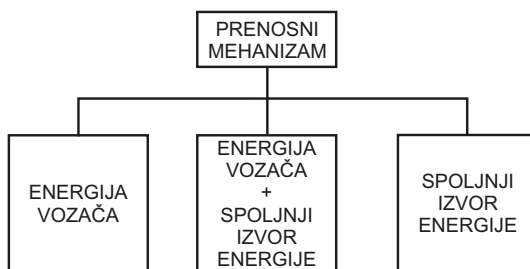 PRENOSNI
MEHANIZAM
ENERGIJA
VOZAČA
ENERGIJA
VOZAČA
+
SPOLJNJI
IZVOR
ENERGIJE
SPOLJNJI
IZVOR
ENERGIJE